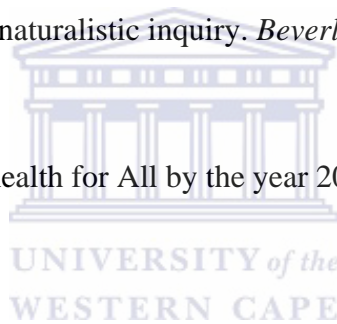 naturalistic inquiry. Beverl
ealth for All by the year 20
UNIVERSITY of the
WESTERN CAPE